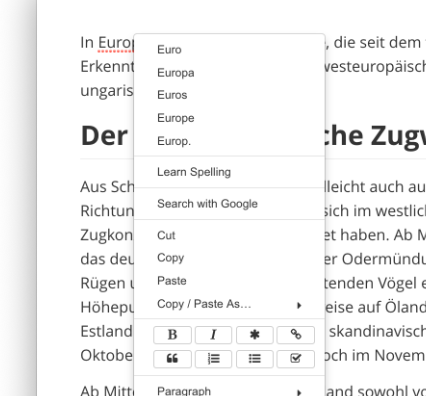 In Euro , die seit dem
Erkennt westeuropäisch
ungaris
Der che Zugv
Aus Sch lleicht auch au
Richtun sich im westlich
Zugkon et haben. Ab M
das deu er Odermündu
Rügen u tenden Vögel e
Höhepu eise auf Öland
Estland skandinavisch
Oktobe och im Novem
Ab Mitte and sowohl vo
Euro
Europa
Euros
Europe
Europ.
Learn Spelling
Search with Google
Cut
Copy
Paste
Copy / Paste As…
B I
Paragraph